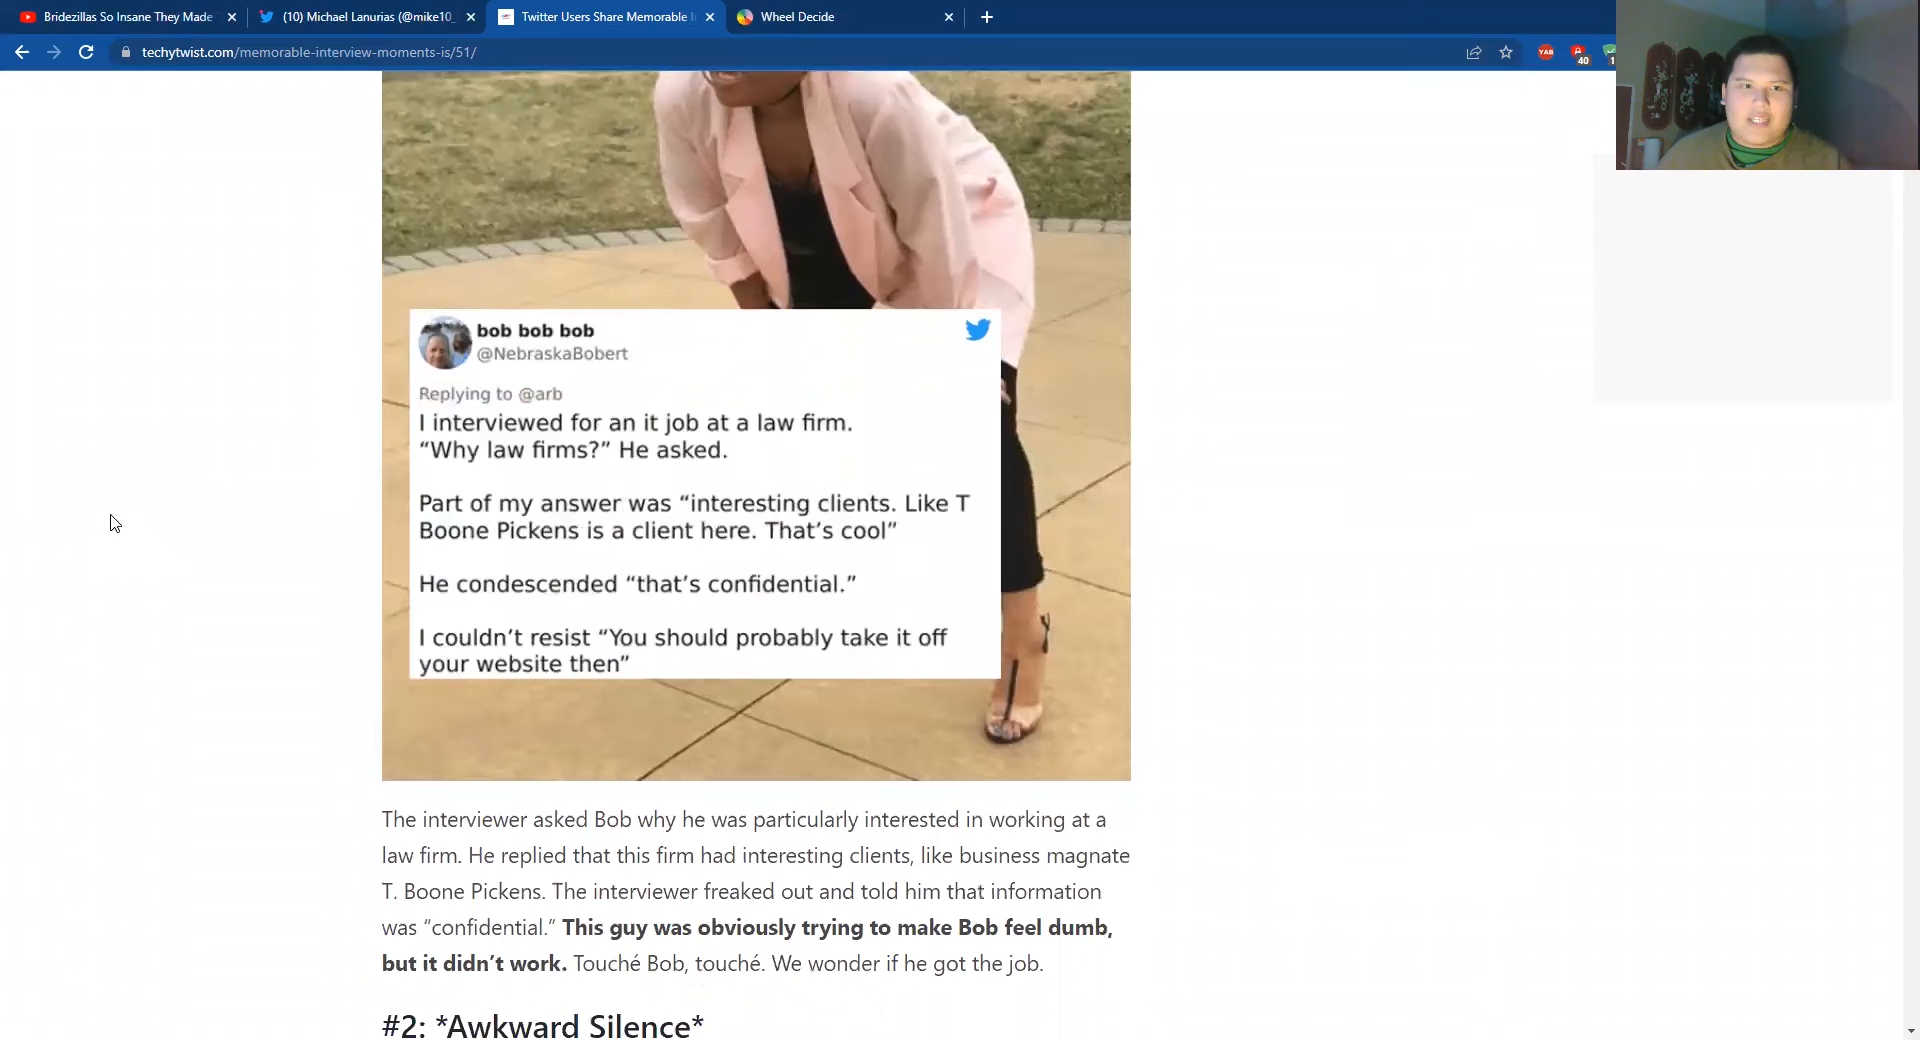 Bridezillas So Insane They Made
(10) Michael Lanurias (@mike10_
Twitter Users Share Memorable
Wheel Decide
techytwist.com/memorable-interview-moments-is/51/
YAB
40
1
bob bob bob
@NebraskaBobert
Replying to @arb
I interviewed for an it job at a law firm.
“Why law firms?” He asked.
Part of my answer was “interesting clients. Like T
Boone Pickens is a client here. That’s cool”
He condescended “that’s confidential.”
I couldn’t resist “You should probably take it off
your website then”
The interviewer asked Bob why he was particularly interested in working at a
law firm. He replied that this firm had interesting clients, like business magnate
T. Boone Pickens. The interviewer freaked out and told him that information
was “confidential.” This guy was obviously trying to make Bob feel dumb,
but it didn’t work. Touché Bob, touché. We wonder if he got the job.
#2: *Awkward Silence*